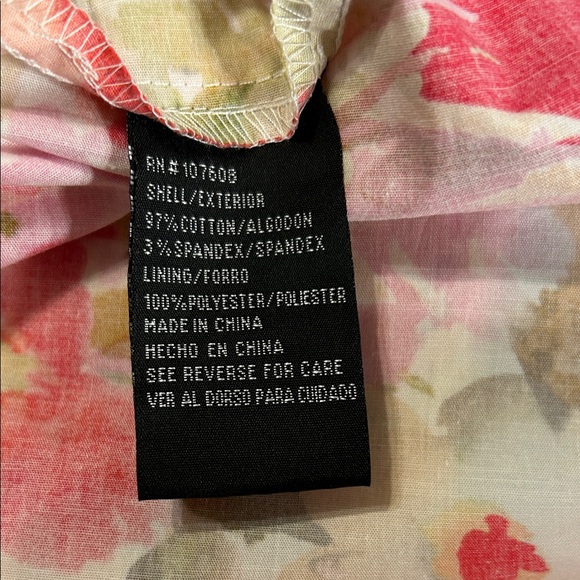 RN#107608
SHELL/EXTERIOR
97%COTTON/ALGODON
3%SPANDEX/SPANDEX
LINING/FORRO
100%POLYESTER/POLIESTER
MADE IN CHINA
HECHO EN CHINA
SEE REVERSE FOR CARE
VER AL DORSO PARA CUIDADO